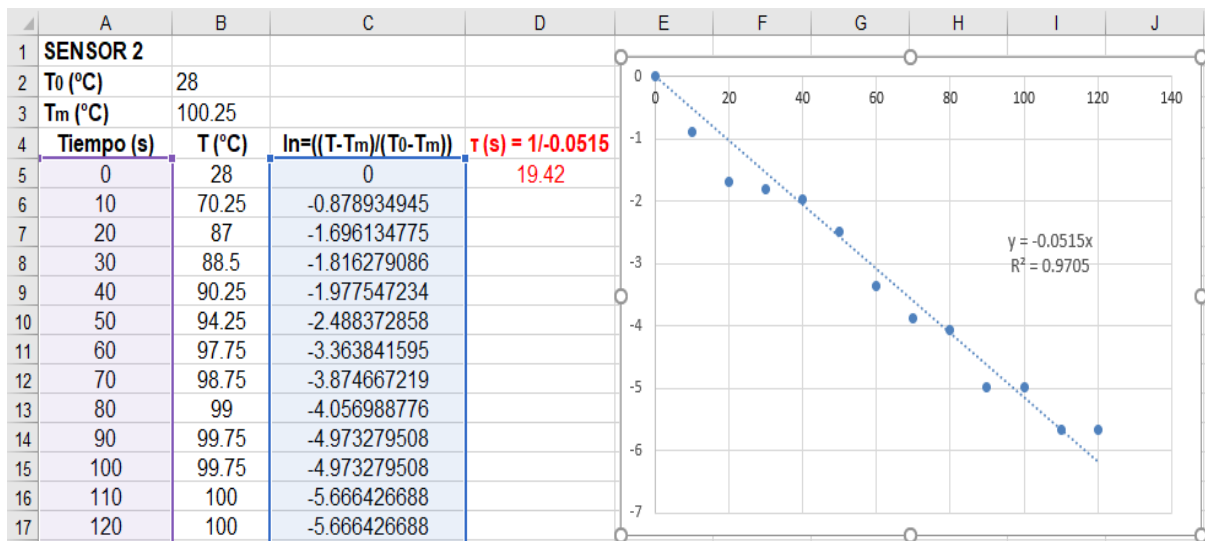 A B C D E F G H I J
1 SENSOR 2
2 T0 (ºC) 28
3 Tm (ºC) 100.25
4 Tiempo (s) T (°C) ln=((T-Tm)/(T0-Tm)) τ (s) = 1/-0.0515
5 0 28 0 19.42
6 10 70.25 -0.878934945
7 20 87 -1.696134775
8 30 88.5 -1.816279086
9 40 90.25 -1.977547234
10 50 94.25 -2.488372858
11 60 97.75 -3.363841595
12 70 98.75 -3.874667219
13 80 99 -4.056988776
14 90 99.75 -4.973279508
15 100 99.75 -4.973279508
16 110 100 -5.666426688
17 120 100 -5.666426688
0
0 20 40 60 80 100 120 140
-1
-2
-3
-4
-5
-6
-7
y = -0.0515x
R² = 0.9705